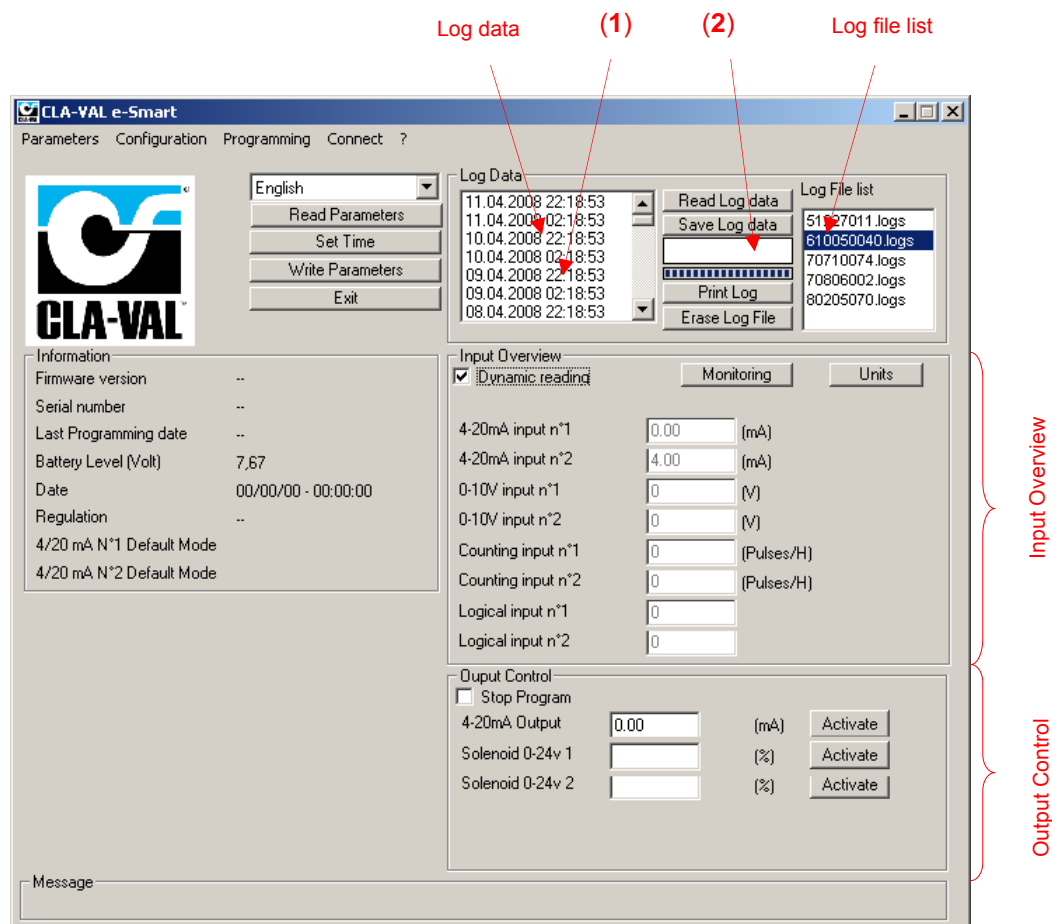 Log data
(1)
(2)
Log file list
CLA-VAL e-Smart
Parameters Configuration Programming Connect ?
CLA-VAL
English
Read Parameters
Set Time
Write Parameters
Exit
Log Data
11.04.2008 22:18:53
11.04.2008 02:18:53
10.04.2008 22:18:53
10.04.2008 02:18:53
09.04.2008 22:18:53
09.04.2008 02:18:53
08.04.2008 22:18:53
Read Log data
Save Log data
Print Log
Erase Log File
Log File list
610050040.logs
70710074.logs
70806002.logs
80205070.logs
Information
Firmware version --
Serial number --
Last Programming date --
Battery Level (Volt) 7,67
Date 00/00/00 - 00:00:00
Regulation --
4/20 mA N°1 Default Mode
4/20 mA N°2 Default Mode
Input Overview
Dynamic reading Monitoring Units
4-20mA input n°1 0.00 (mA)
4-20mA input n°2 4.00 (mA)
0-10V input n°1 0 (V)
0-10V input n°2 0 (V)
Counting input n°1 0 (Pulses/H)
Counting input n°2 0 (Pulses/H)
Logical input n°1 0
Logical input n°2 0
Input Overview
Ouput Control
Stop Program
4-20mA Output 0.00 (mA) Activate
Solenoid 0-24v 1 (%) Activate
Solenoid 0-24v 2 (%) Activate
Output Control
Message